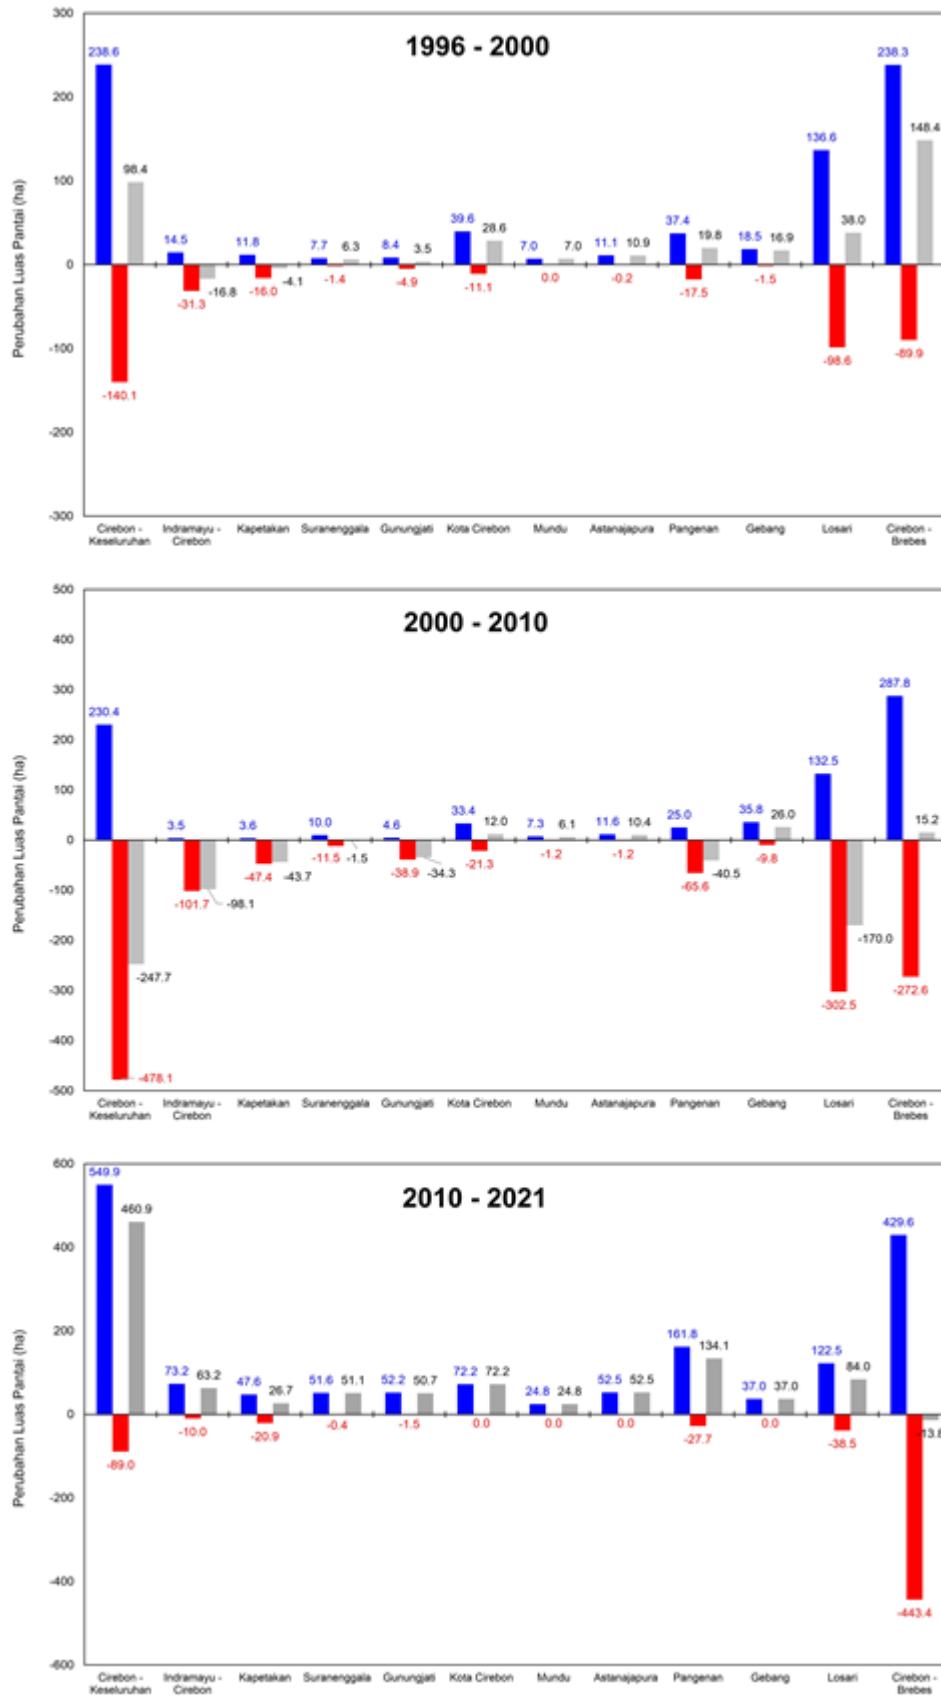 1996 - 2000
Perubahan Luas Pantai (ha)
300
200
100
0
-100
-200
-300
238.6
-140.1
98.4
14.5
-31.3
-16.8
11.8
-16.0
-4.1
7.7
-1.4
6.3
8.4
-4.9
3.5
39.6
-11.1
28.6
7.0
0.0
7.0
11.1
-0.2
10.9
37.4
-17.5
19.8
18.5
-1.5
16.9
136.6
-98.6
38.0
238.3
-89.9
148.4
Cirebon -
Keseluruhan
Indramayu -
Cirebon
Kapetakan
Suranenggala
Gunungjati
Kota Cirebon
Mundu
Astanajapura
Pangenan
Gebang
Losari
Cirebon -
Brebes
2000 - 2010
Perubahan Luas Pantai (ha)
500
400
300
200
100
0
-100
-200
-300
-400
-500
230.4
-478.1
-247.7
3.5
-101.7
-98.1
3.6
-47.4
-43.7
10.0
-11.5
-1.5
4.6
-38.9
-34.3
33.4
-21.3
12.0
7.3
-1.2
6.1
11.6
-1.2
10.4
25.0
-65.6
-40.5
35.8
-9.8
26.0
132.5
-302.5
-170.0
287.8
-272.6
15.2
Cirebon -
Keseluruhan
Indramayu -
Cirebon
Kapetakan
Suranenggala
Gunungjati
Kota Cirebon
Mundu
Astanajapura
Pangenan
Gebang
Losari
Cirebon -
Brebes
2010 - 2021
Perubahan Luas Pantai (ha)
600
400
200
0
-200
-400
-600
549.9
-89.0
460.9
73.2
-10.0
63.2
47.6
-20.9
26.7
51.6
-0.4
51.1
52.2
-1.5
50.7
72.2
0.0
72.2
24.8
0.0
24.8
52.5
0.0
52.5
161.8
-27.7
134.1
37.0
0.0
37.0
122.5
-38.5
84.0
429.6
-443.4
-13.8
Cirebon -
Keseluruhan
Indramayu -
Cirebon
Kapetakan
Suranenggala
Gunungjati
Kota Cirebon
Mundu
Astanajapura
Pangenan
Gebang
Losari
Cirebon -
Brebes